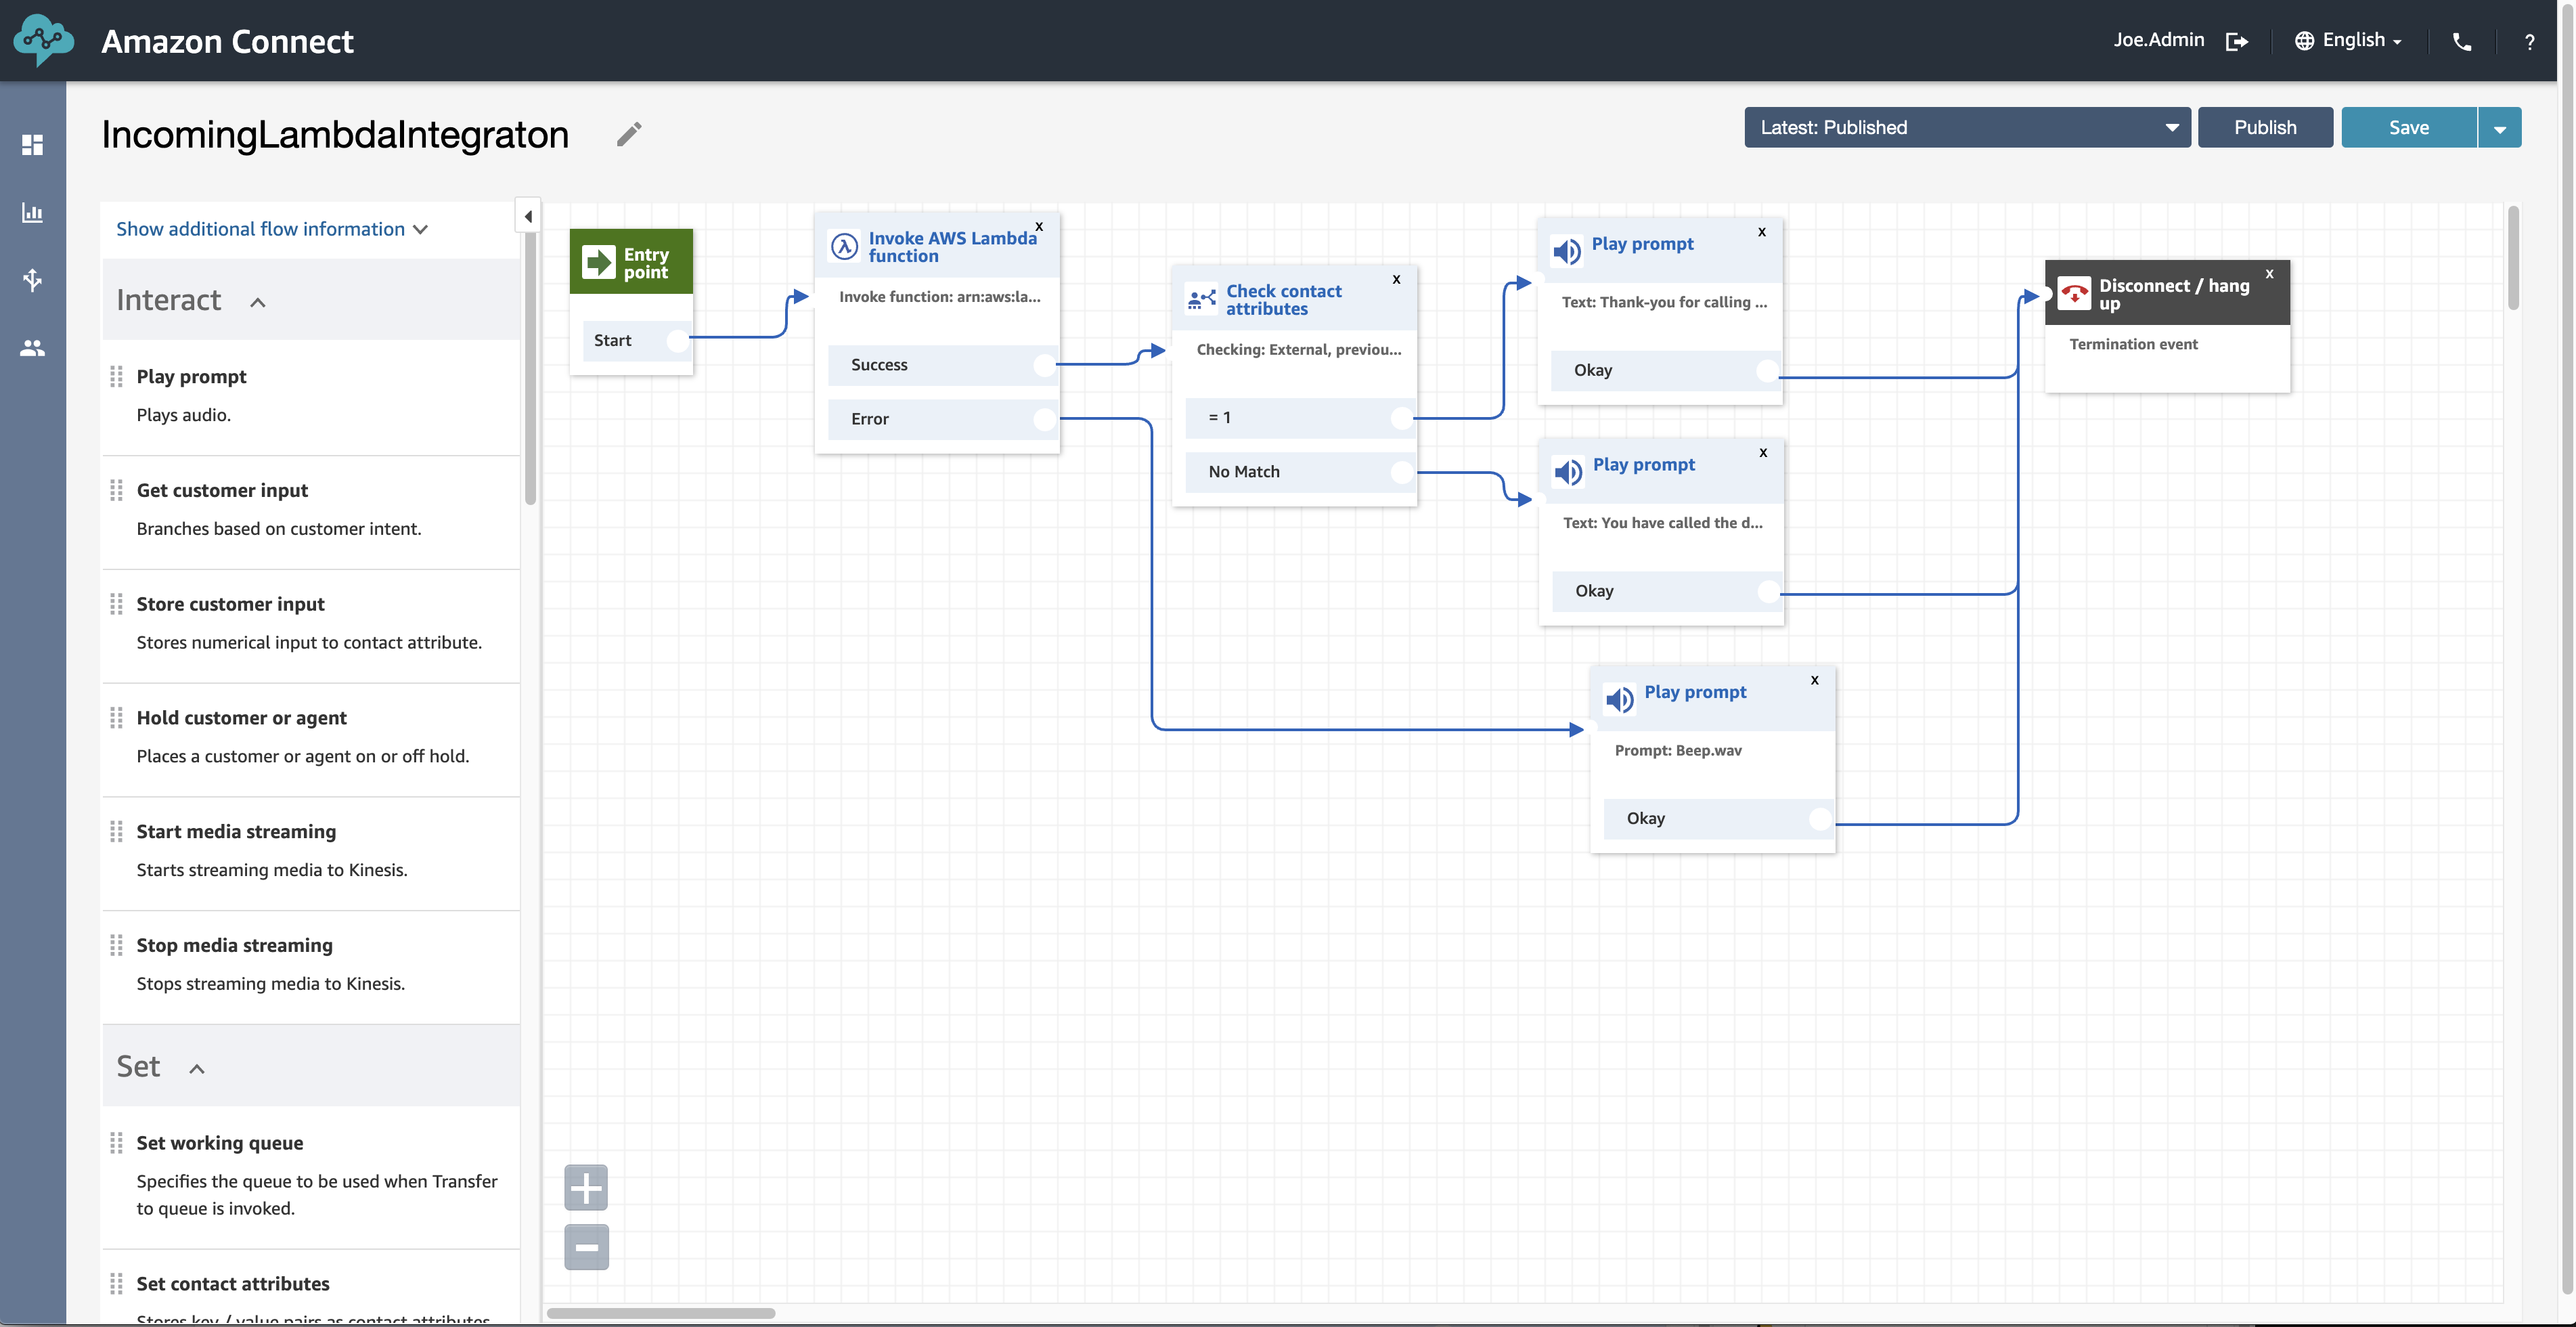 Amazon Connect
Joe.Admin
English
?
IncomingLambdaIntegraton
Latest: Published
Publish
Save
Show additional flow information
Interact
Play prompt
Plays audio.
Get customer input
Branches based on customer intent.
Store customer input
Stores numerical input to contact attribute.
Hold customer or agent
Places a customer or agent on or off hold.
Start media streaming
Starts streaming media to Kinesis.
Stop media streaming
Stops streaming media to Kinesis.
Set
Set working queue
Specifies the queue to be used when Transfer
to queue is invoked.
Set contact attributes
Stores key / value pairs as contact attributes
Entry
point
Start
x
Invoke AWS Lambda
function
Invoke function: arn:aws:la...
Success
Error
x
Check contact
attributes
Checking: External, previou...
= 1
No Match
x
Play prompt
Text: Thank-you for calling ...
Okay
x
Play prompt
Text: You have called the d...
Okay
x
Play prompt
Prompt: Beep.wav
Okay
x
Disconnect / hang
up
Termination event